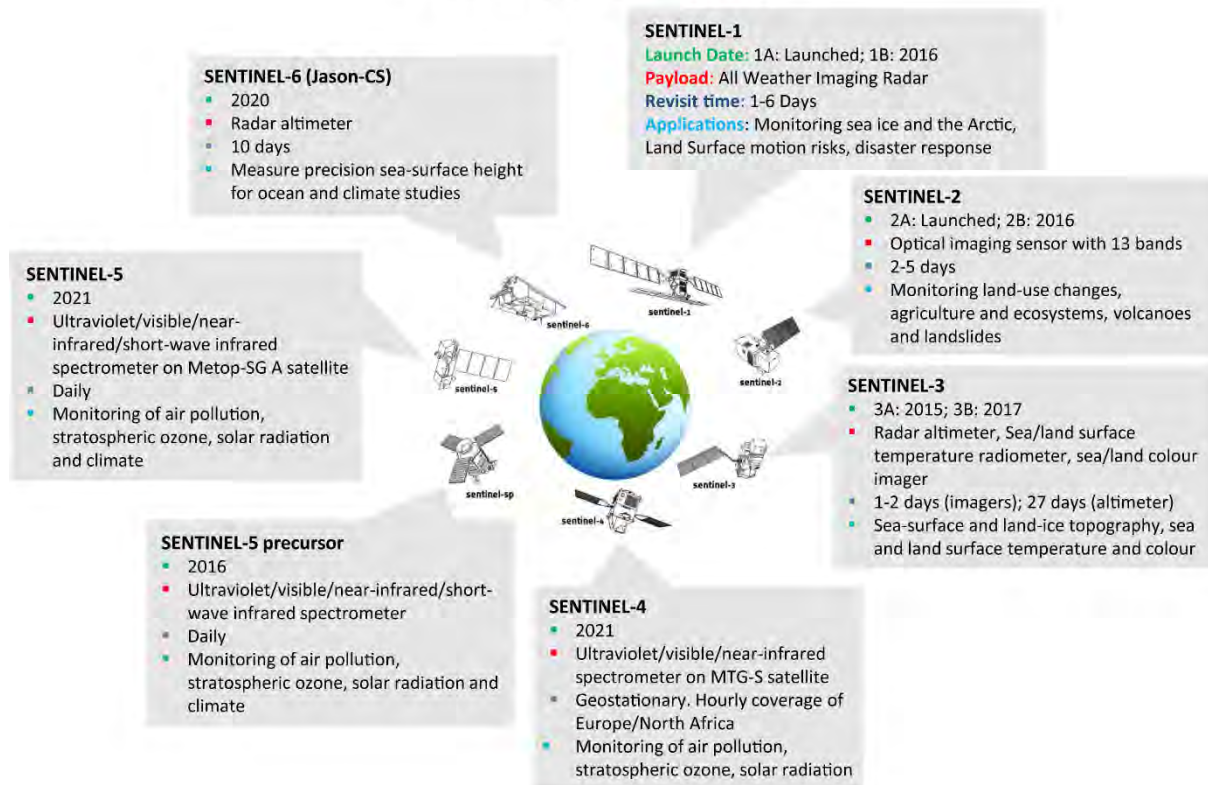 SENTINEL-1
Launch Date: 1A: Launched; 1B: 2016
Payload: All Weather Imaging Radar
Revisit time: 1-6 Days
Applications: Monitoring sea ice and the Arctic,
Land Surface motion risks, disaster response
SENTINEL-6 (Jason-CS)
2020
Radar altimeter
10 days
Measure precision sea-surface height
for ocean and climate studies
SENTINEL-2
2A: Launched; 2B: 2016
Optical imaging sensor with 13 bands
2-5 days
Monitoring land-use changes,
agriculture and ecosystems, volcanoes
and landslides
SENTINEL-5
2021
Ultraviolet/visible/near-
infrared/short-wave infrared
spectrometer on Metop-SG A satellite
Daily
Monitoring of air pollution,
stratospheric ozone, solar radiation
and climate
sentinel-6
sentinel-1
sentinel-5
sentinel-2
sentinel-5p
sentinel-3
sentinel-4
SENTINEL-3
3A: 2015; 3B: 2017
Radar altimeter, Sea/land surface
temperature radiometer, sea/land colour
imager
1-2 days (imagers); 27 days (altimeter)
Sea-surface and land-ice topography, sea
and land surface temperature and colour
SENTINEL-5 precursor
2016
Ultraviolet/visible/near-infrared/short-
wave infrared spectrometer
Daily
Monitoring of air pollution,
stratospheric ozone, solar radiation and
climate
SENTINEL-4
2021
Ultraviolet/visible/near-infrared
spectrometer on MTG-S satellite
Geostationary. Hourly coverage of
Europe/North Africa
Monitoring of air pollution,
stratospheric ozone, solar radiation